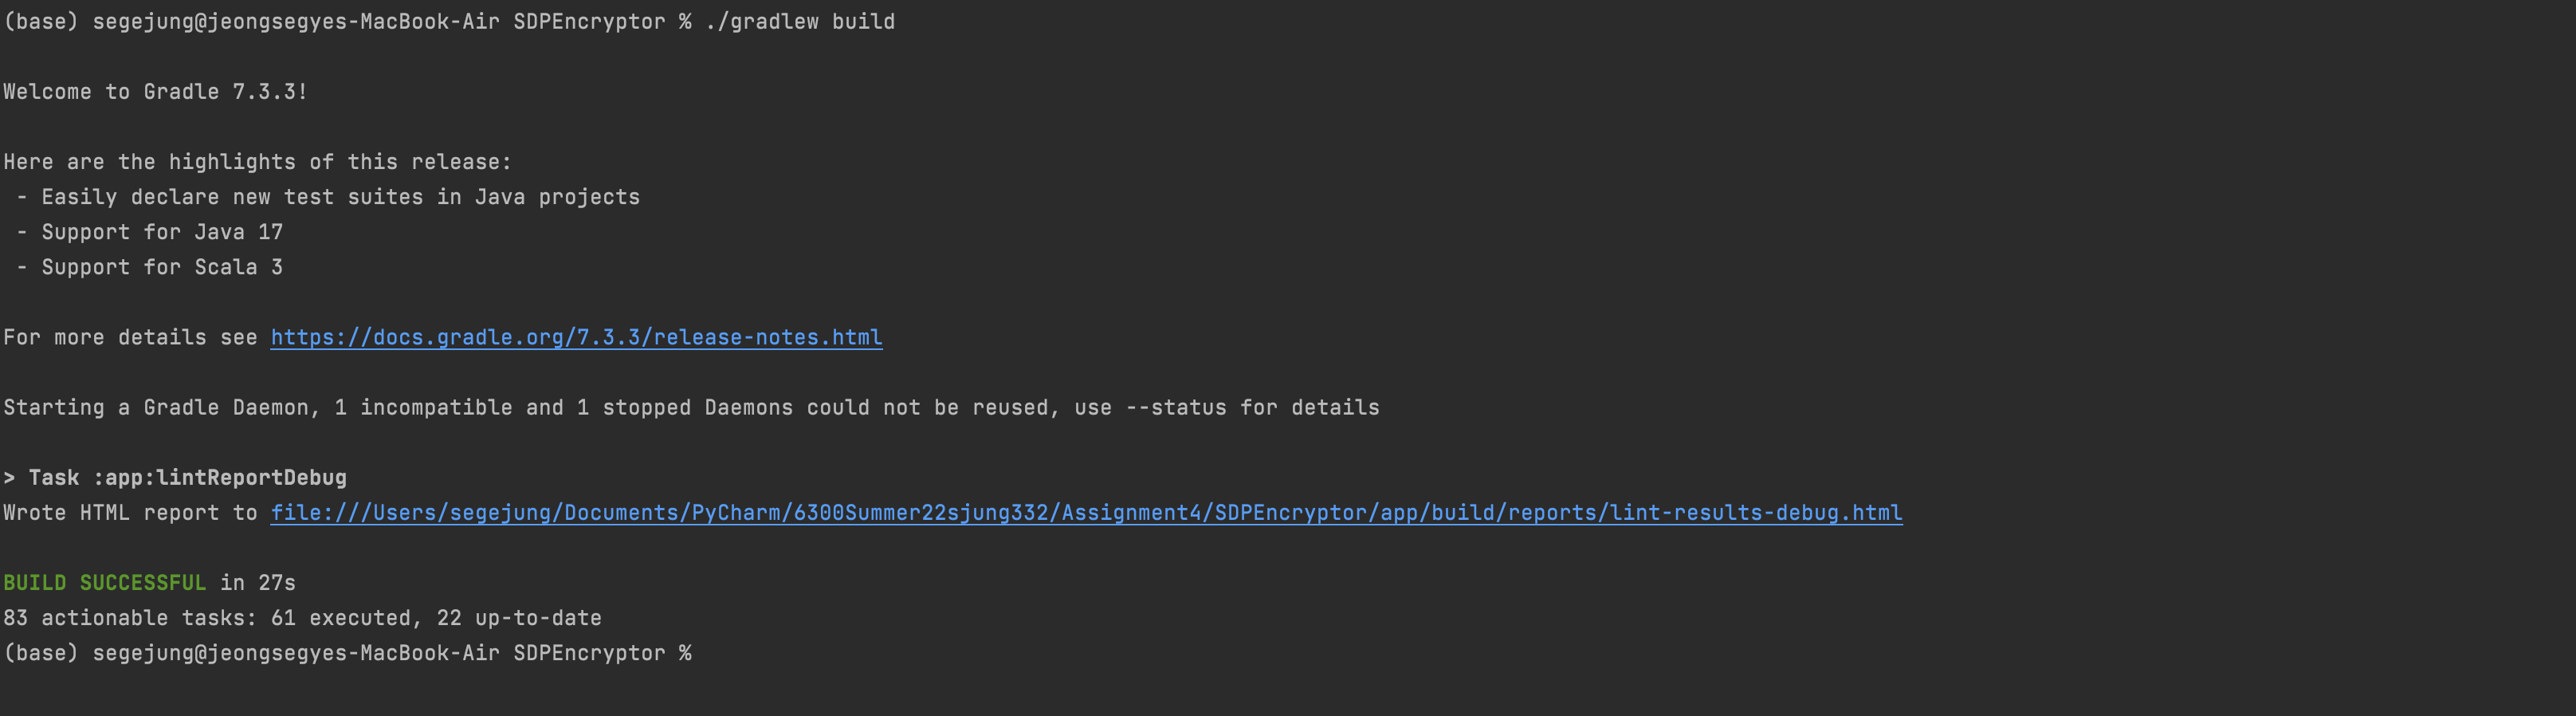 (base) segejung@jeongsegyes-MacBook-Air SDPEncryptor % ./gradlew build
Welcome to Gradle 7.3.3!
Here are the highlights of this release:
 - Easily declare new test suites in Java projects
 - Support for Java 17
 - Support for Scala 3
For more details see https://docs.gradle.org/7.3.3/release-notes.html
Starting a Gradle Daemon, 1 incompatible and 1 stopped Daemons could not be reused, use --status for details
> Task :app:lintReportDebug
Wrote HTML report to file:///Users/segejung/Documents/PyCharm/6300Summer22sjung332/Assignment4/SDPEncryptor/app/build/reports/lint-results-debug.html
BUILD SUCCESSFUL in 27s
83 actionable tasks: 61 executed, 22 up-to-date
(base) segejung@jeongsegyes-MacBook-Air SDPEncryptor %